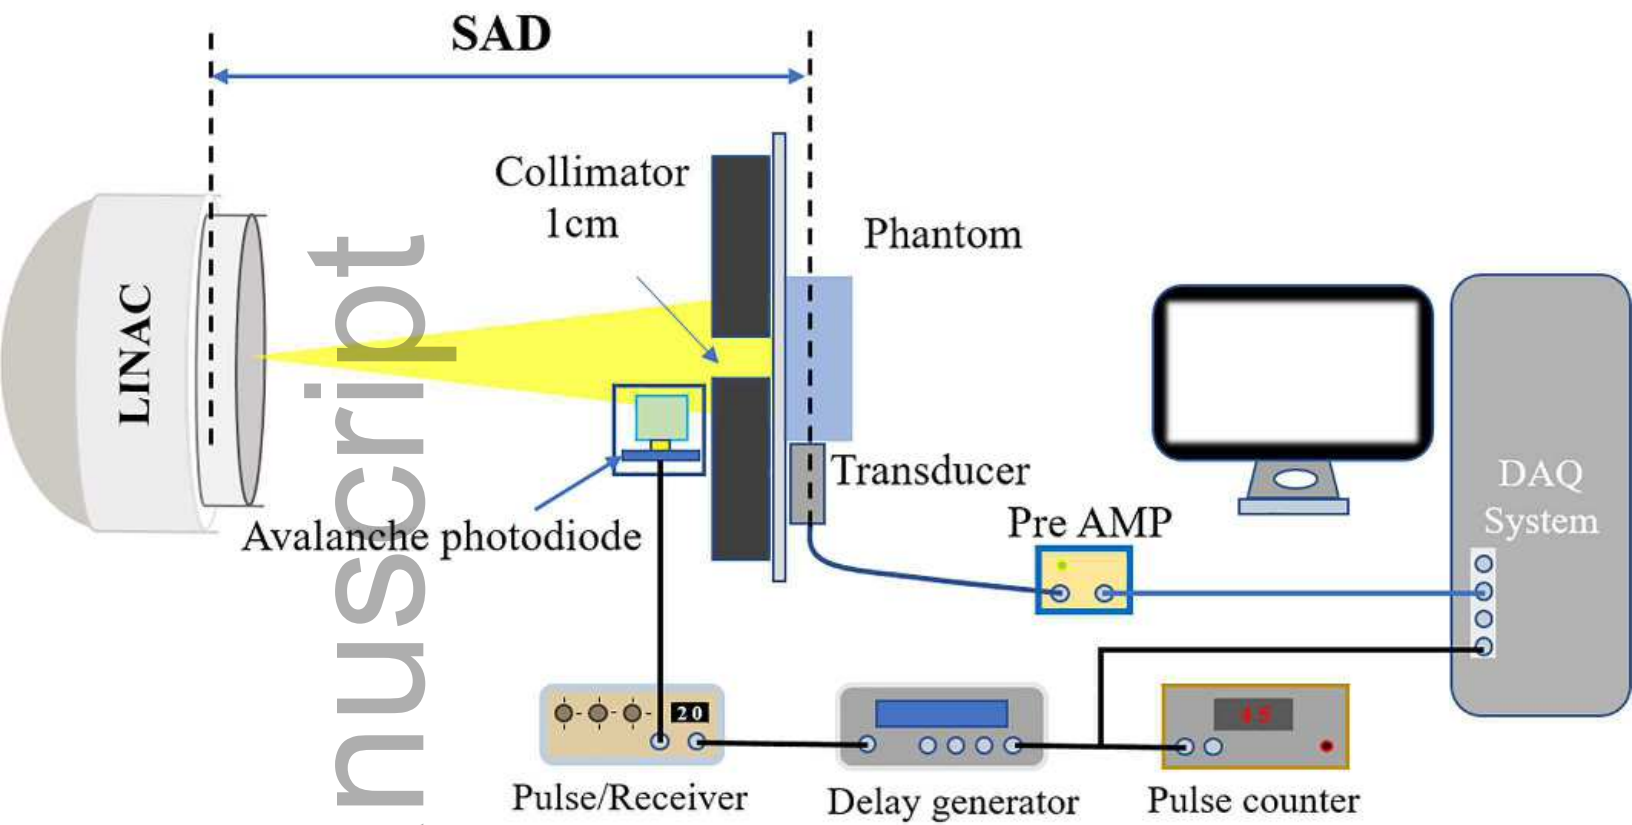 SAD
Collimator
1cm
Phantom
LINAC
nuscript
Transducer
DAQ
System
Pre AMP
Avalanche photodiode
20
45
Pulse/Receiver
Delay generator
Pulse counter